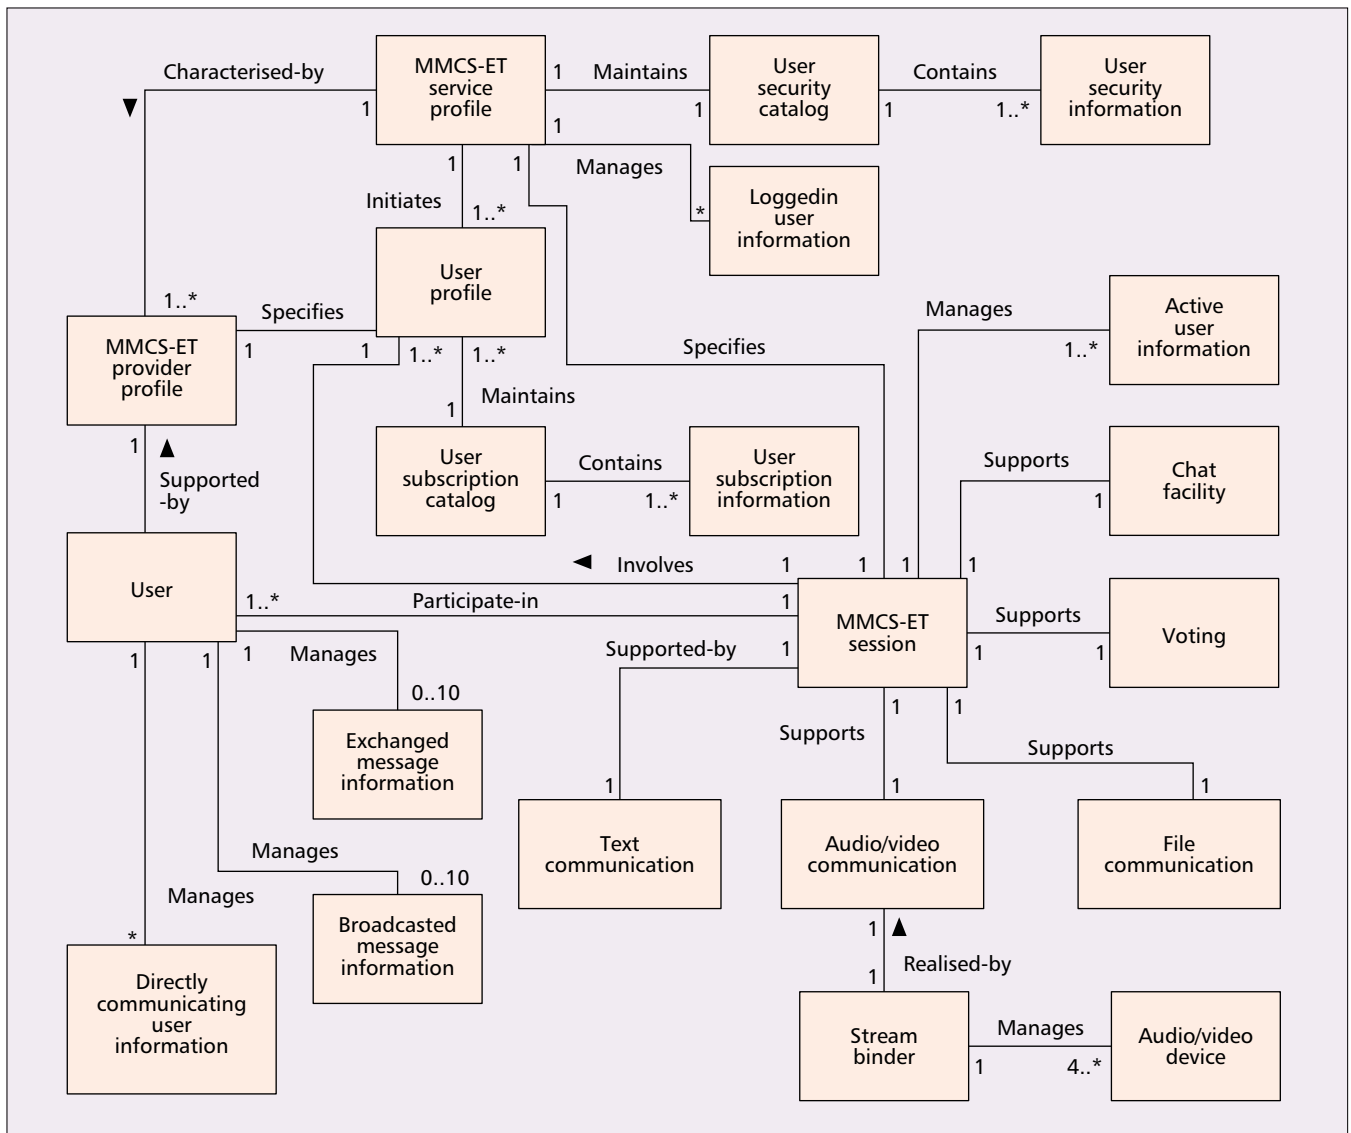 Characterised-by
1
MMCS-ET
service
profile
1
Maintains
1
User
security
catalog
1
Contains
1..*
User
security
information
1
Manages
*
Loggedin
user
information
1
1
Initiates
1..*
User
profile
1..*
Specifies
1
1
MMCS-ET
provider
profile
1..*
1..*
Specifies
Manages
1..*
Active
user
information
Maintains
1
User
subscription
catalog
1
Contains
1..*
User
subscription
information
Supports
1
Chat
facility
1
Supported
-by
User
Involves
1
1
1
1
1..*
Participate-in
1
MMCS-ET
session
1
Supports
1
Voting
1
1
1
Manages
0..10
Exchanged
message
information
Supported-by
1
1
Supports
1
1
Supports
1
1
Text
communication
Audio/video
communication
File
communication
Manages
0..10
Broadcasted
message
information
Manages
*
Directly
communicating
user
information
1
Realised-by
1
Stream
binder
1
Manages
4..*
Audio/video
device